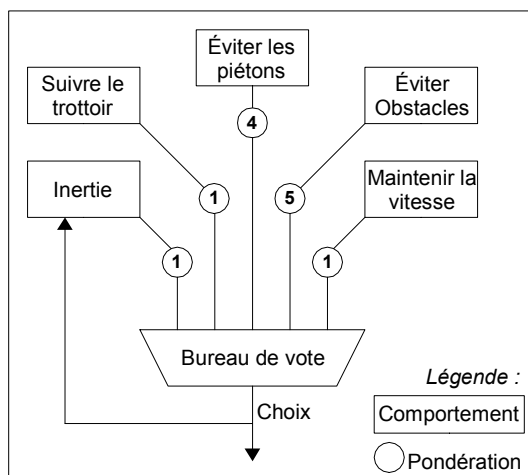 Éviter les
piétons
Suivre le
trottoir
Éviter
Obstacles
4
Inertie
Maintenir la
vitesse
1
5
1
1
Bureau de vote
Légende :
Choix
Comportement
Pondération